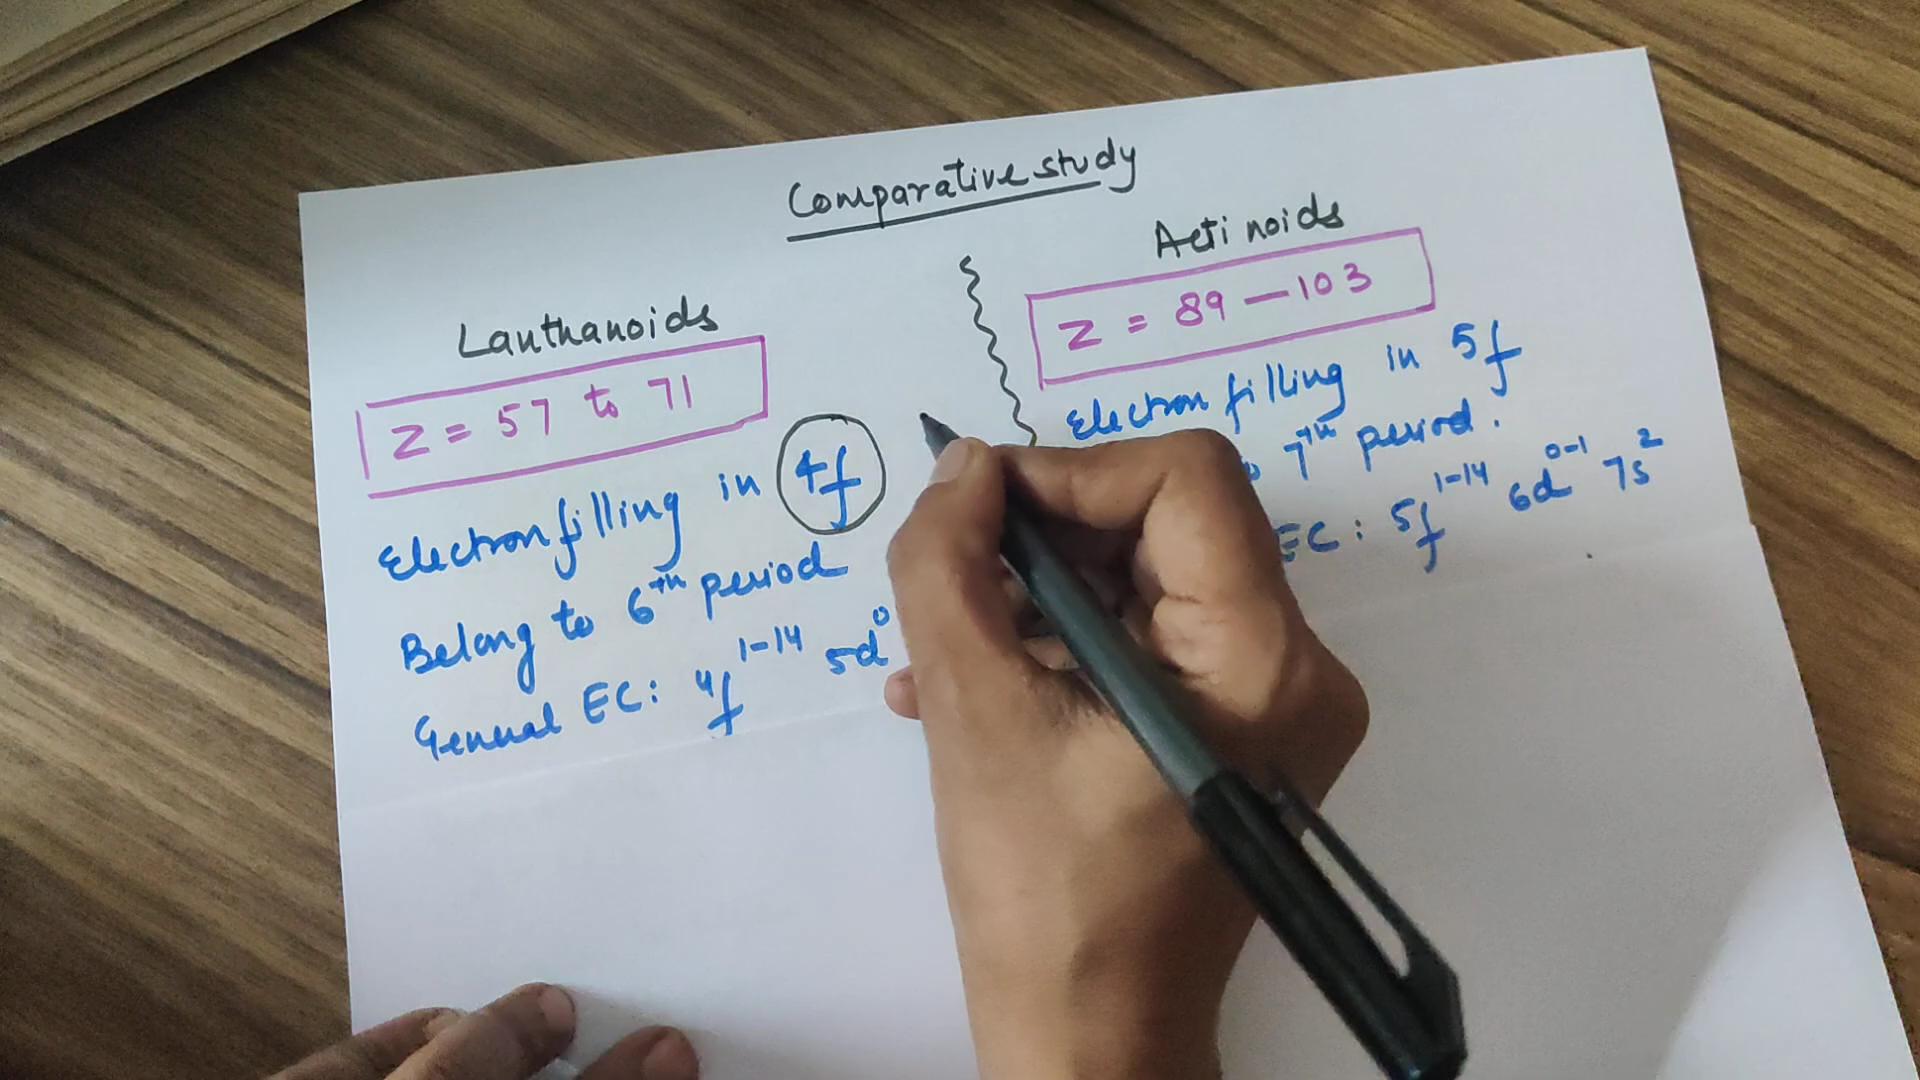 Comparative study
Lanthanoids
Z = 57 to 71
Electron filling in 4f
Belong to 6th period
General EC: 4f 1-14 5d 0
Actinoids
Z = 89 – 103
Electron filling in 5f
7th period.
EC: 5f 1-14 6d 0-1 7s 2